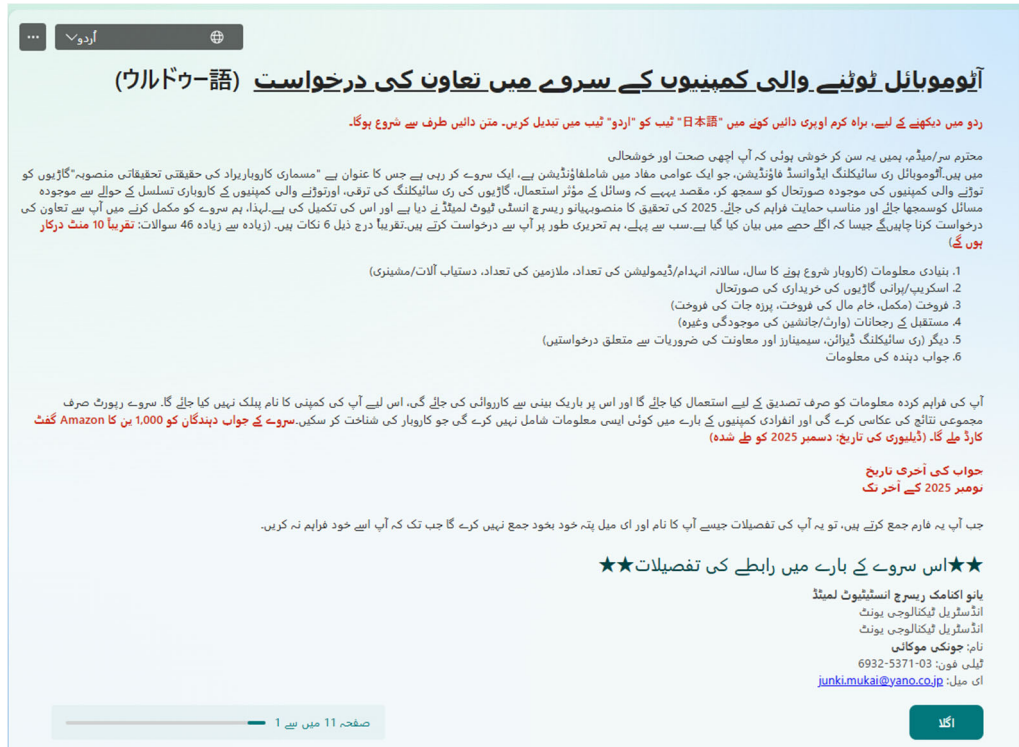 اُردو
آٹوموبائل ٹوٹنے والی کمپنیوں کے سروے میں تعاون کی درخواست (ウルドゥー語)
ردو میں دیکھنے کے لیے، براہ کرم اوپری دائیں کونے میں "日本語" ٹیب کو "اردو" ٹیب میں تبدیل کریں۔ متن دائیں طرف سے شروع ہوگا۔
محترم سر/میڈم، ہمیں یہ سن کر خوشی ہوئی کہ آپ اچھی صحت اور خوشحالی
میں ہیں.آٹوموبائل ری سائیکلنگ ایڈوانسڈ فاؤنڈیشن، جو ایک عوامی مفاد میں شاملفاؤنڈیشن ہے، ایک سروے کر رہی ہے جس کا عنوان ہے "مسماری کاروباریراد کی حقیقتی تحقیقاتی منصوبہ"گاڑیوں کو
توڑنے والی کمپنیوں کی موجودہ صورتحال کو سمجھ کر، مقصد یہہے کہ وسائل کے مؤثر استعمال، گاڑیوں کی ری سائیکلنگ کی ترقی، اورتوڑنے والی کمپنیوں کے کاروباری تسلسل کے حوالے سے موجودہ
مسائل کوسمجھا جائے اور مناسب حمایت فراہم کی جائے۔ 2025 کی تحقیق کا منصوبہیانو ریسرچ انسٹی ٹیوٹ لمیٹڈ نے دیا ہے اور اس کی تکمیل کی ہے.لہذا، ہم سروے کو مکمل کرنے میں آپ سے تعاون کی
درخواست کرنا چاہیںگے جیسا کہ اگلے حصے میں بیان کیا گیا ہے.سب سے پہلے، ہم تحریری طور پر آپ سے درخواست کرتے ہیں.تقریباً درج ذیل 6 نکات ہیں. (زیادہ سے زیادہ 46 سوالات: تقریباً 10 منٹ درکار
ہوں گے)
1. بنیادی معلومات (کاروبار شروع ہونے کا سال، سالانہ انہدام/ڈیمولیشن کی تعداد، ملازمین کی تعداد، دستیاب آلات/مشینری)
2. اسکریپ/پرانی گاڑیوں کی خریداری کی صورتحال
3. فروخت (مکمل، خام مال کی فروخت، پرزہ جات کی فروخت)
4. مستقبل کے رجحانات (وارث/جانشین کی موجودگی وغیرہ)
5. دیگر (ری سائیکلنگ ڈیزائن، سیمینارز اور معاونت کی ضروریات سے متعلق درخواستیں)
6. جواب دہندہ کی معلومات
آپ کی فراہم کردہ معلومات کو صرف تصدیق کے لیے استعمال کیا جائے گا اور اس پر باریک بینی سے کارروائی کی جائے گی، اس لیے آپ کی کمپنی کا نام پبلک نہیں کیا جائے گا. سروے رپورٹ صرف
مجموعی نتائج کی عکاسی کرے گی اور انفرادی کمپنیوں کے بارے میں کوئی ایسی معلومات شامل نہیں کرے گی جو کاروبار کی شناخت کر سکیں.سروے کے جواب دہندگان کو 1,000 ین کا Amazon گفٹ
کارڈ ملے گا۔ (ڈیلیوری کی تاریخ: دسمبر 2025 کو طے شدہ)
جواب کی آخری تاریخ
نومبر 2025 کے آخر تک
جب آپ یہ فارم جمع کرتے ہیں، تو یہ آپ کی تفصیلات جیسے آپ کا نام اور ای میل پتہ خود بخود جمع نہیں کرے گا جب تک کہ آپ اسے خود فراہم نہ کریں.
★★اس سروے کے بارے میں رابطے کی تفصیلات★★
یانو اکنامک ریسرچ انسٹیٹیوٹ لمیٹڈ
انڈسٹریل ٹیکنالوجی یونٹ
انڈسٹریل ٹیکنالوجی یونٹ
نام: جونکی موکائی
ٹیلی فون: 03-5371-6932
ای میل: junki.mukai@yano.co.jp
اگلا
صفحہ 11 میں سے 1